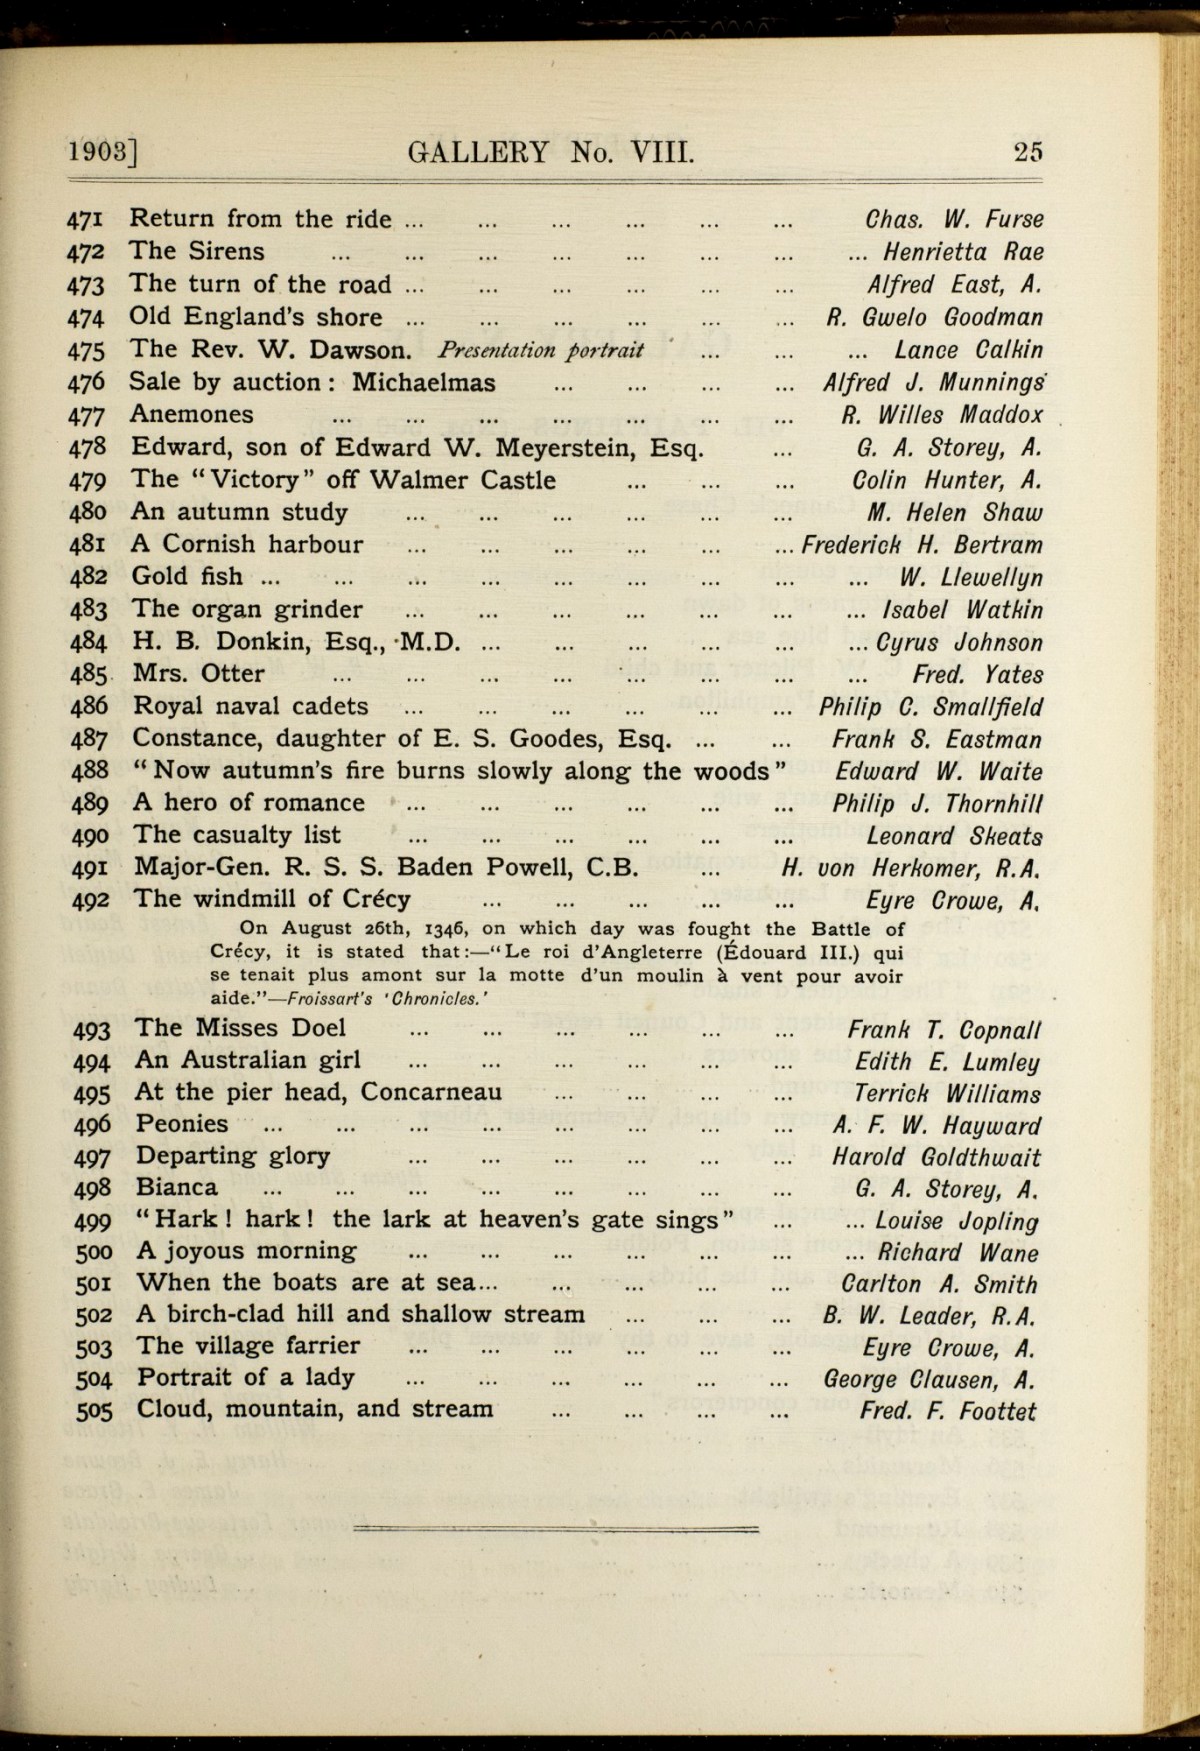 1903] GALLERY No. VIII. 25
471 Return from the ride ... ... ... ... ... ... Chas. W. Furse
472 The Sirens ... ... ... ... ... ... ... ... Henrietta Rae
473 The turn of the road ... ... ... ... ... ... Alfred East, A.
474 Old England's shore ... ... ... ... ... ... R. Gwelo Goodman
475 The Rev. W. Dawson. Presentation portrait ... ... ... Lance Calkin
476 Sale by auction : Michaelmas ... ... ... ... Alfred J. Munnings
477 Anemones ... ... ... ... ... ... ... R. Willes Maddox
478 Edward, son of Edward W. Meyerstein, Esq. ... G. A. Storey, A.
479 The "Victory" off Walmer Castle ... ... ... Colin Hunter, A.
480 An autumn study ... ... ... ... ... ... M. Helen Shaw
481 A Cornish harbour ... ... ... ... ... ... Frederick H. Bertram
482 Gold fish ... ... ... ... ... ... ... ... ... W. Llewellyn
483 The organ grinder ... ... ... ... ... ... ... Isabel Watkin
484 H. B. Donkin, Esq., M.D. ... ... ... ... ... ... Cyrus Johnson
485 Mrs. Otter ... ... ... ... ... ... ... ... Fred. Yates
486 Royal naval cadets ... ... ... ... ... ... Philip C. Smallfield
487 Constance, daughter of E. S. Goodes, Esq. ... ... Frank S. Eastman
488 "Now autumn's fire burns slowly along the woods" Edward W. Waite
489 A hero of romance ... ... ... ... ... ... Philip J. Thornhill
490 The casualty list ... ... ... ... ... ... Leonard Skeats
491 Major-Gen. R. S. S. Baden Powell, C.B. ... H. von Herkomer, R.A.
492 The windmill of Crécy ... ... ... ... ... Eyre Crowe, A.
On August 26th, 1346, on which day was fought the Battle of
Crécy, it is stated that:—"Le roi d'Angleterre (Édouard III.) qui
se tenait plus amont sur la motte d'un moulin à vent pour avoir
aide."—Froissart's 'Chronicles.'
493 The Misses Doel ... ... ... ... ... ... Frank T. Copnall
494 An Australian girl ... ... ... ... ... ... Edith E. Lumley
495 At the pier head, Concarneau ... ... ... ... Terrick Williams
496 Peonies ... ... ... ... ... ... ... ... A. F. W. Hayward
497 Departing glory ... ... ... ... ... ... Harold Goldthwait
498 Bianca ... ... ... ... ... ... ... ... G. A. Storey, A.
499 "Hark ! hark ! the lark at heaven's gate sings" ... ... Louise Jopling
500 A joyous morning ... ... ... ... ... ... ... Richard Wane
501 When the boats are at sea... ... ... ... ... Carlton A. Smith
502 A birch-clad hill and shallow stream ... ... ... B. W. Leader, R.A.
503 The village farrier ... ... ... ... ... ... Eyre Crowe, A.
504 Portrait of a lady ... ... ... ... ... ... George Clausen, A.
505 Cloud, mountain, and stream ... ... ... ... Fred. F. Foottet